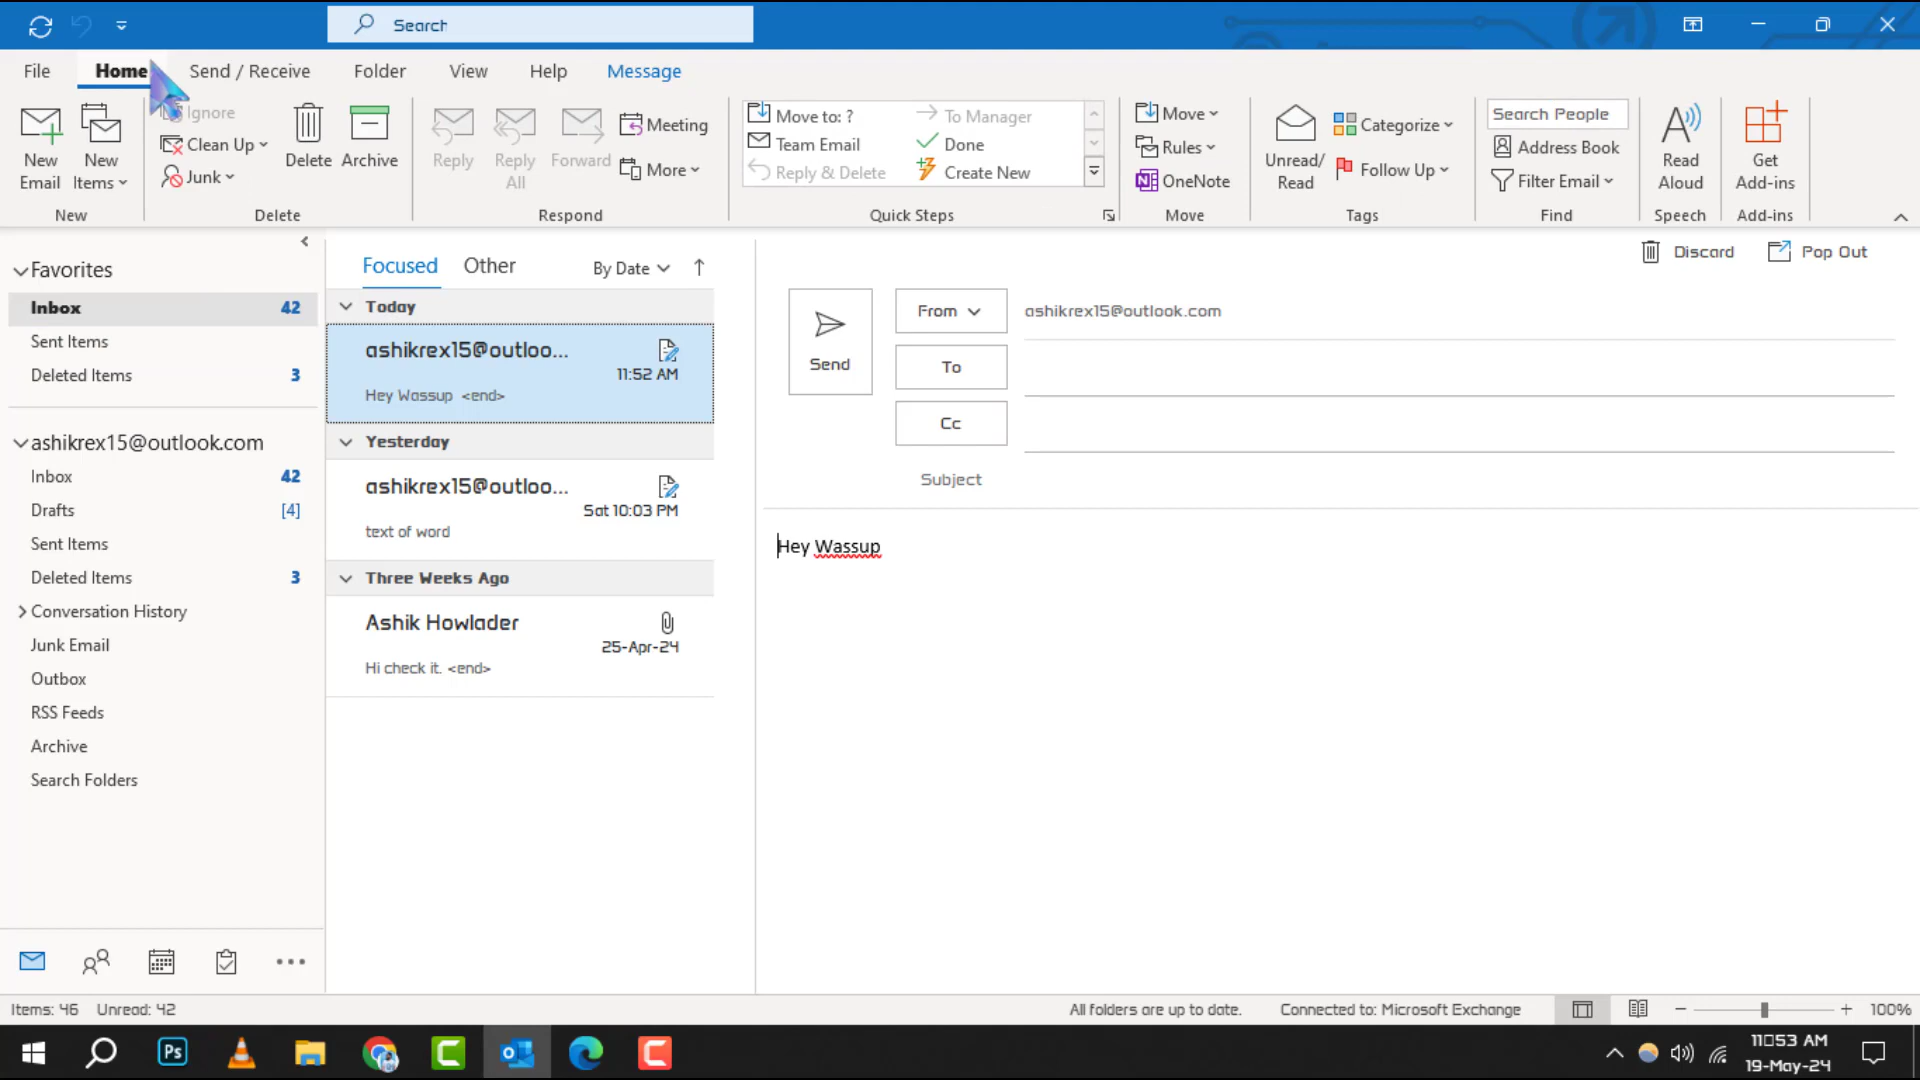 Search
File
Home
Send / Receive
Folder
View
Help
Message
New Email
New Items
Ignore
Clean Up
Junk
Delete
Archive
Reply
Reply All
Forward
Meeting
More
Move to: ?
Team Email
Reply & Delete
To Manager
Done
Create New
Move
Rules
OneNote
Unread/ Read
Categorize
Follow Up
Search People
Address Book
Filter Email
Read Aloud
Get Add-ins
New
Delete
Respond
Quick Steps
Move
Tags
Find
Speech
Add-ins
Favorites
Inbox 42
Sent Items
Deleted Items 3
ashikrex15@outlook.com
Inbox 42
Drafts [4]
Sent Items
Deleted Items 3
Conversation History
Junk Email
Outbox
RSS Feeds
Archive
Search Folders
Focused
Other
By Date
Today
ashikrex15@outloo...
11:52 AM
Hey Wassup <end>
Yesterday
ashikrex15@outloo...
Sat 10:03 PM
text of word
Three Weeks Ago
Ashik Howlader
25-Apr-24
Hi check it. <end>
Discard
Pop Out
Send
From
ashikrex15@outlook.com
To
Cc
Subject
Hey Wassup
Items: 46 Unread: 42
All folders are up to date.
Connected to: Microsoft Exchange
100%
Ps
11□53 AM
19-May-24